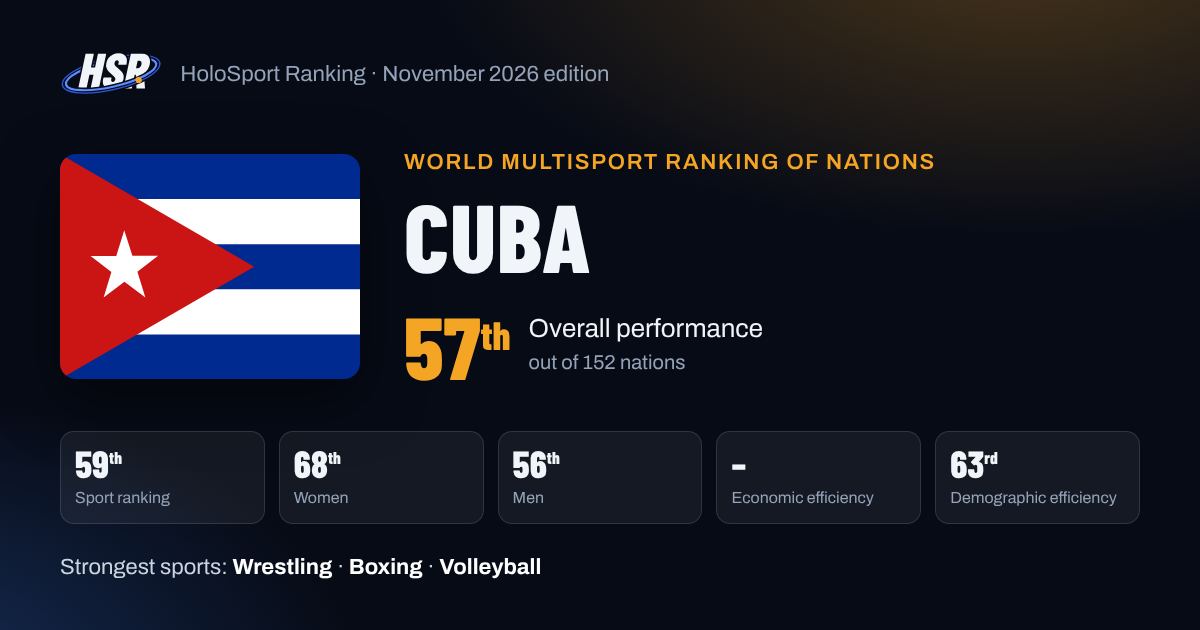 HSR
HoloSport Ranking · November 2026 edition
WORLD MULTISPORT RANKING OF NATIONS
CUBA
57th
Overall performance
out of 152 nations
59th
Sport ranking
68th
Women
56th
Men
–
Economic efficiency
63rd
Demographic efficiency
Strongest sports: Wrestling · Boxing · Volleyball